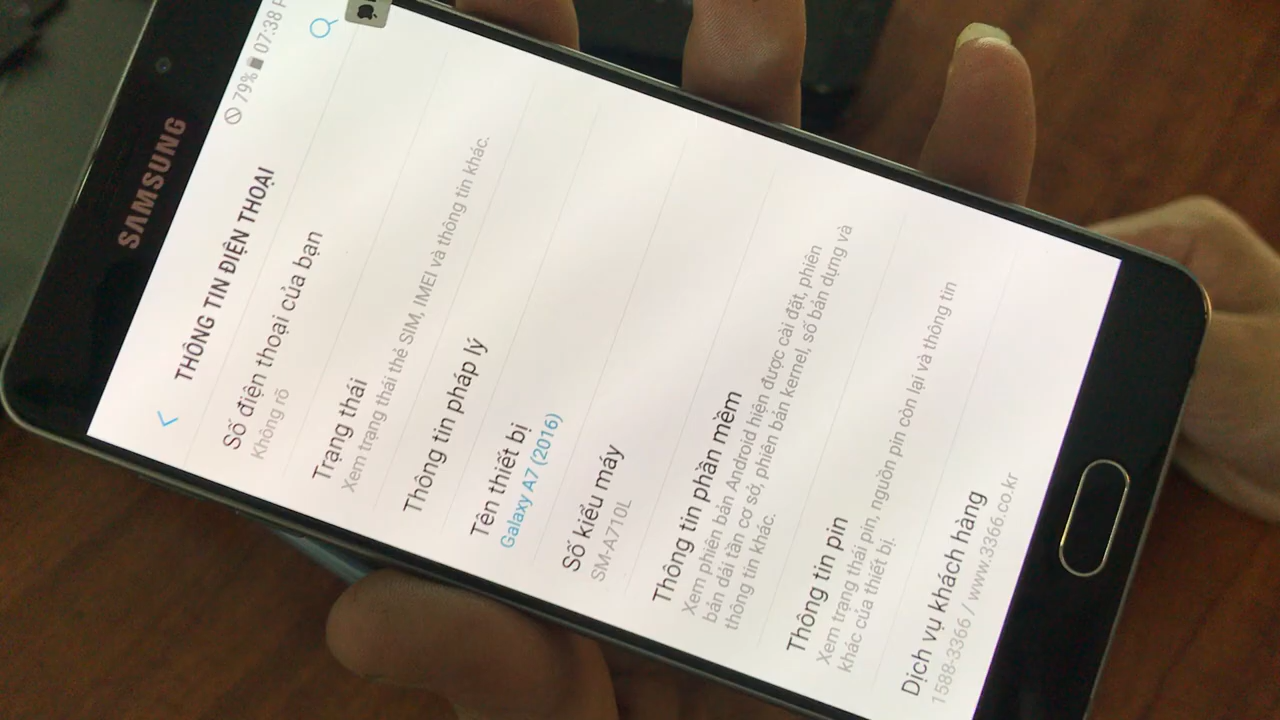 SAMSUNG
79% 07:38
THÔNG TIN ĐIỆN THOẠI
Số điện thoại của bạn
Không rõ
Trạng thái
Xem trạng thái thẻ SIM, IMEI và thông tin khác.
Thông tin pháp lý
Tên thiết bị
Galaxy A7 (2016)
Số kiểu máy
SM-A710L
Thông tin phần mềm
Xem phiên bản Android hiện được cài đặt, phiên
bản dải tần cơ sở, phiên bản kernel, số bản dựng và
thông tin khác.
Thông tin pin
Xem trạng thái pin, nguồn pin còn lại và thông tin
khác của thiết bị.
Dịch vụ khách hàng
1588-3366 / www.3366.co.kr